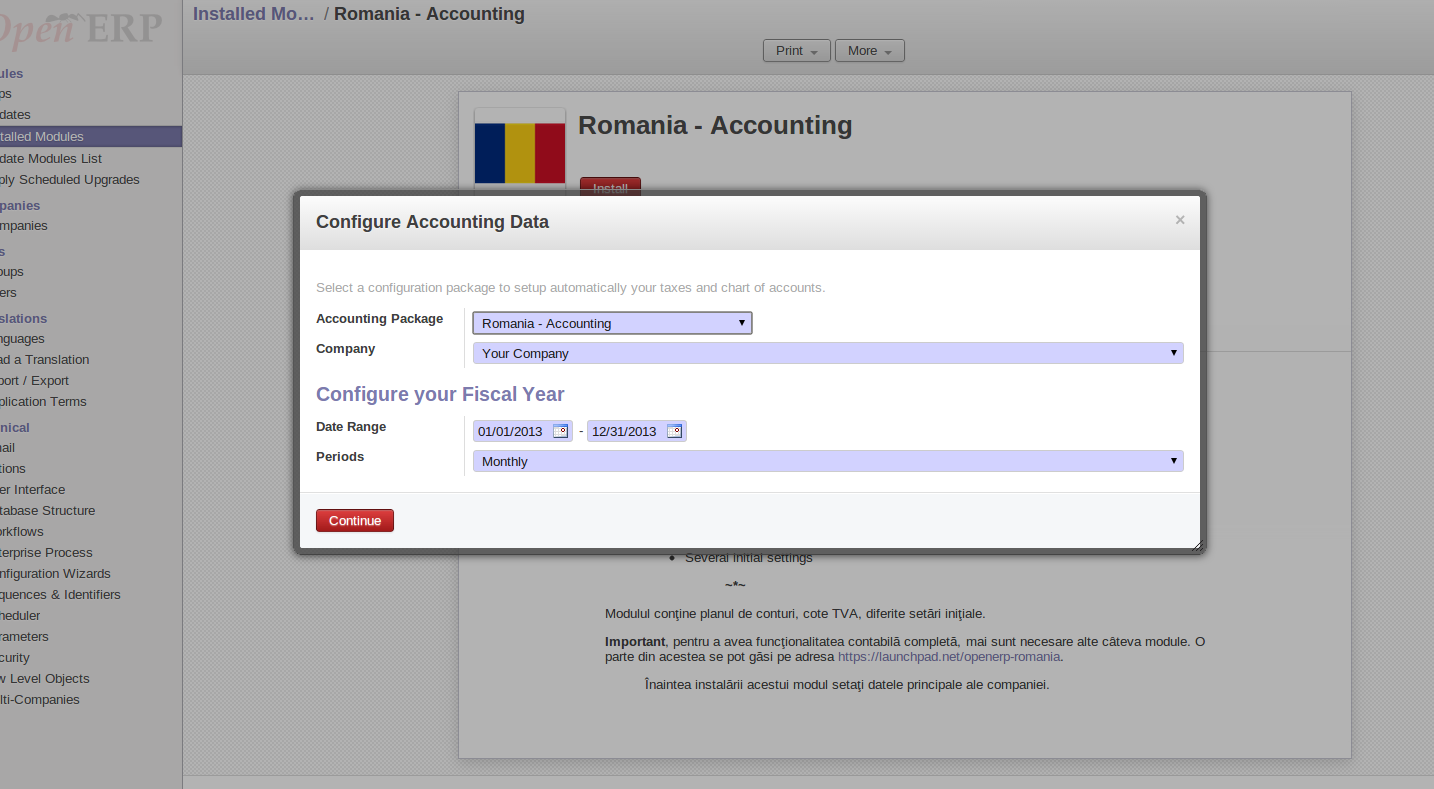 Open ERP
Installed Mo... / Romania - Accounting
Print
More
ules
ps
dates
talled Modules
date Modules List
ply Scheduled Upgrades
panies
mpanies
s
oups
ers
slations
nguages
ad a Translation
port / Export
plication Terms
nical
ail
tions
er Interface
tabase Structure
orkflows
terprise Process
nfiguration Wizards
quences & Identifiers
heduler
rameters
curity
w Level Objects
lti-Companies
Romania - Accounting
Install
Configure Accounting Data
×
Select a configuration package to setup automatically your taxes and chart of accounts.
Accounting Package
Romania - Accounting
Company
Your Company
Configure your Fiscal Year
Date Range
01/01/2013 - 12/31/2013
Periods
Monthly
Continue
• Several initial settings
~*~
Modulul conţine planul de conturi, cote TVA, diferite setări iniţiale.
Important, pentru a avea funcţionalitatea contabilă completă, mai sunt necesare alte câteva module. O
parte din acestea se pot găsi pe adresa https://launchpad.net/openerp-romania.
Înaintea instalării acestui modul setaţi datele principale ale companiei.